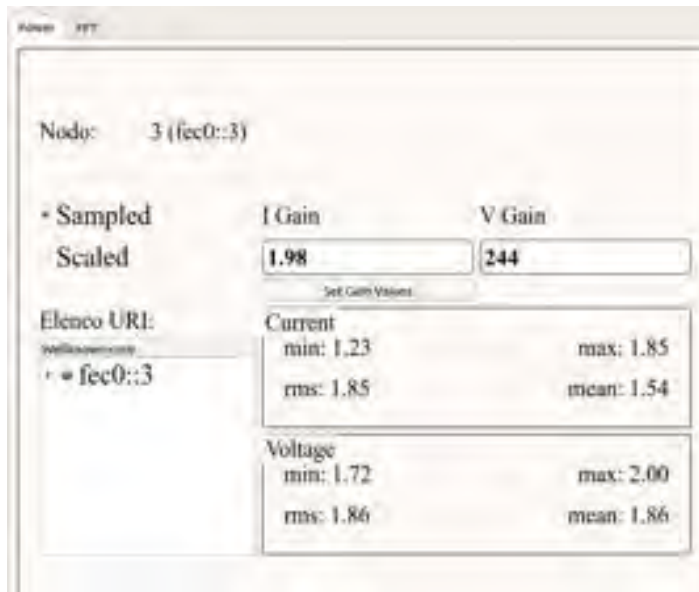 Power FFT
Nodo: 3 (fec0::3)
Sampled
Scaled
I Gain V Gain
1.98 244
Set Gain Values
Elenco URI:
fec0::3
Current
min: 1.23 max: 1.85
rms: 1.85 mean: 1.54
Voltage
min: 1.72 max: 2.00
rms: 1.86 mean: 1.86